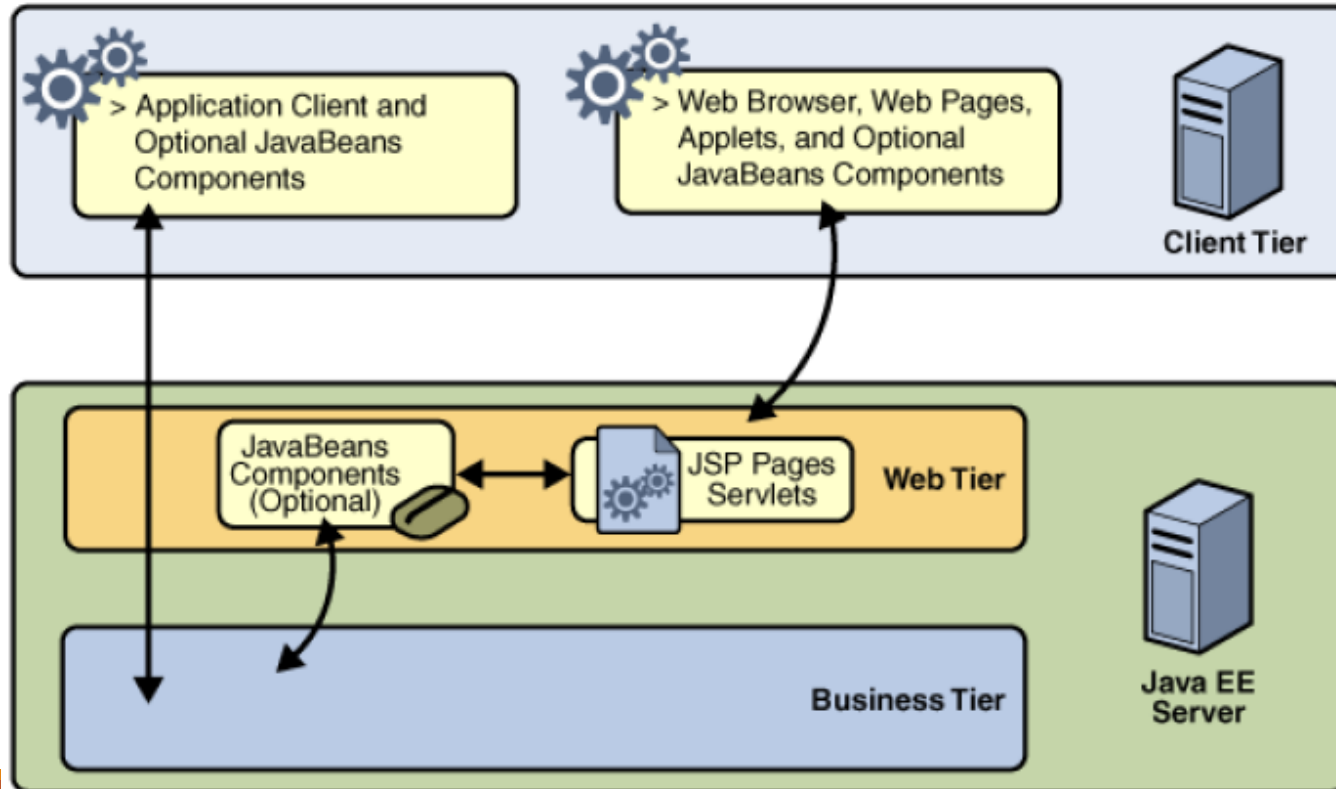 > Application Client and
Optional JavaBeans
Components
> Web Browser, Web Pages,
Applets, and Optional
JavaBeans Components
Client Tier
JavaBeans
Components
(Optional)
JSP Pages
Servlets
Web Tier
Business Tier
Java EE
Server